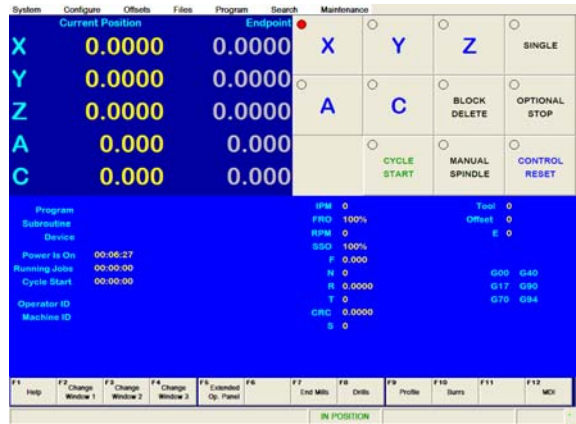 System Configure Offsets Files Program Search Maintenance
Current Position Endpoint
X 0.0000 0.0000
Y 0.0000 0.0000
Z 0.0000 0.0000
A 0.000 0.000
C 0.000 0.000
X Y Z SINGLE
A C BLOCK DELETE OPTIONAL STOP
CYCLE START MANUAL SPINDLE CONTROL RESET
Program
Subroutine
Device
Power Is On 00:06:27
Running Jobs 00:00:00
Cycle Start 00:00:00
Operator ID
Machine ID
IPM 0
FRO 100%
RPM 0
SSO 100%
F 0.000
N 0
R 0.0000
T 0
CRC 0.0000
S 0
Tool 0
Offset 0
E 0
G00 G40
G17 G90
G70 G94
F1 Help
F2 Change Window 1
F3 Change Window 2
F4 Change Window 3
F5 Extended Op. Panel
F6
F7 End Mills
F8 Drills
F9 Profile
F10 Burrs
F11
F12 MDI
IN POSITION